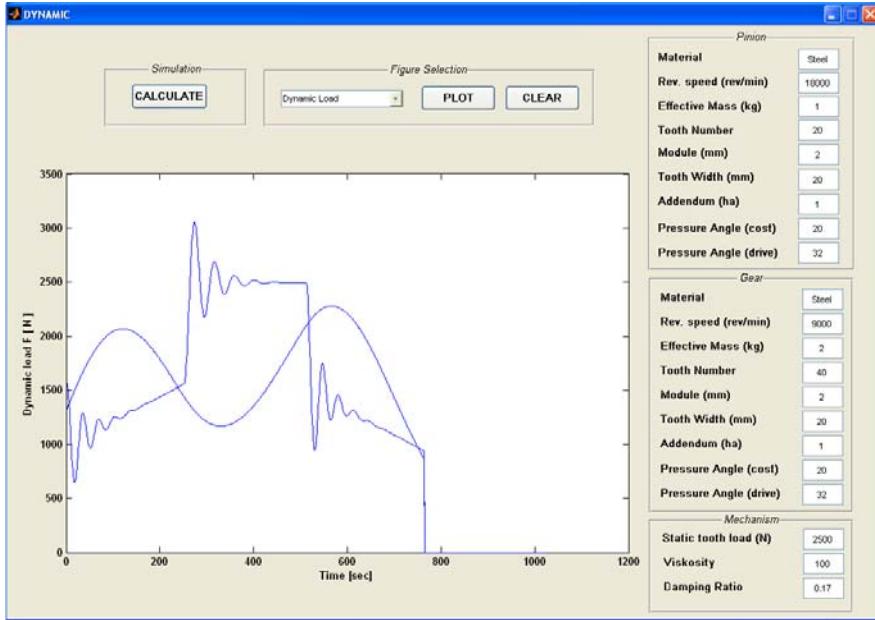 DYNAMIC
Simulation
CALCULATE
Figure Selection
Dynamic Load
PLOT
CLEAR
Dynamic load F [N]
3500
3000
2500
2000
1500
1000
500
0
0
200
400
600
800
1000
1200
Time [sec]
Pinion
Material Steel
Rev. speed (rev/min) 18000
Effective Mass (kg) 1
Tooth Number 20
Module (mm) 2
Tooth Width (mm) 20
Addendum (ha) 1
Pressure Angle (cost) 20
Pressure Angle (drive) 32
Gear
Material Steel
Rev. speed (rev/min) 9000
Effective Mass (kg) 2
Tooth Number 40
Module (mm) 2
Tooth Width (mm) 20
Addendum (ha) 1
Pressure Angle (cost) 20
Pressure Angle (drive) 32
Mechanism
Static tooth load (N) 2500
Viskosity 100
Damping Ratio 0.17